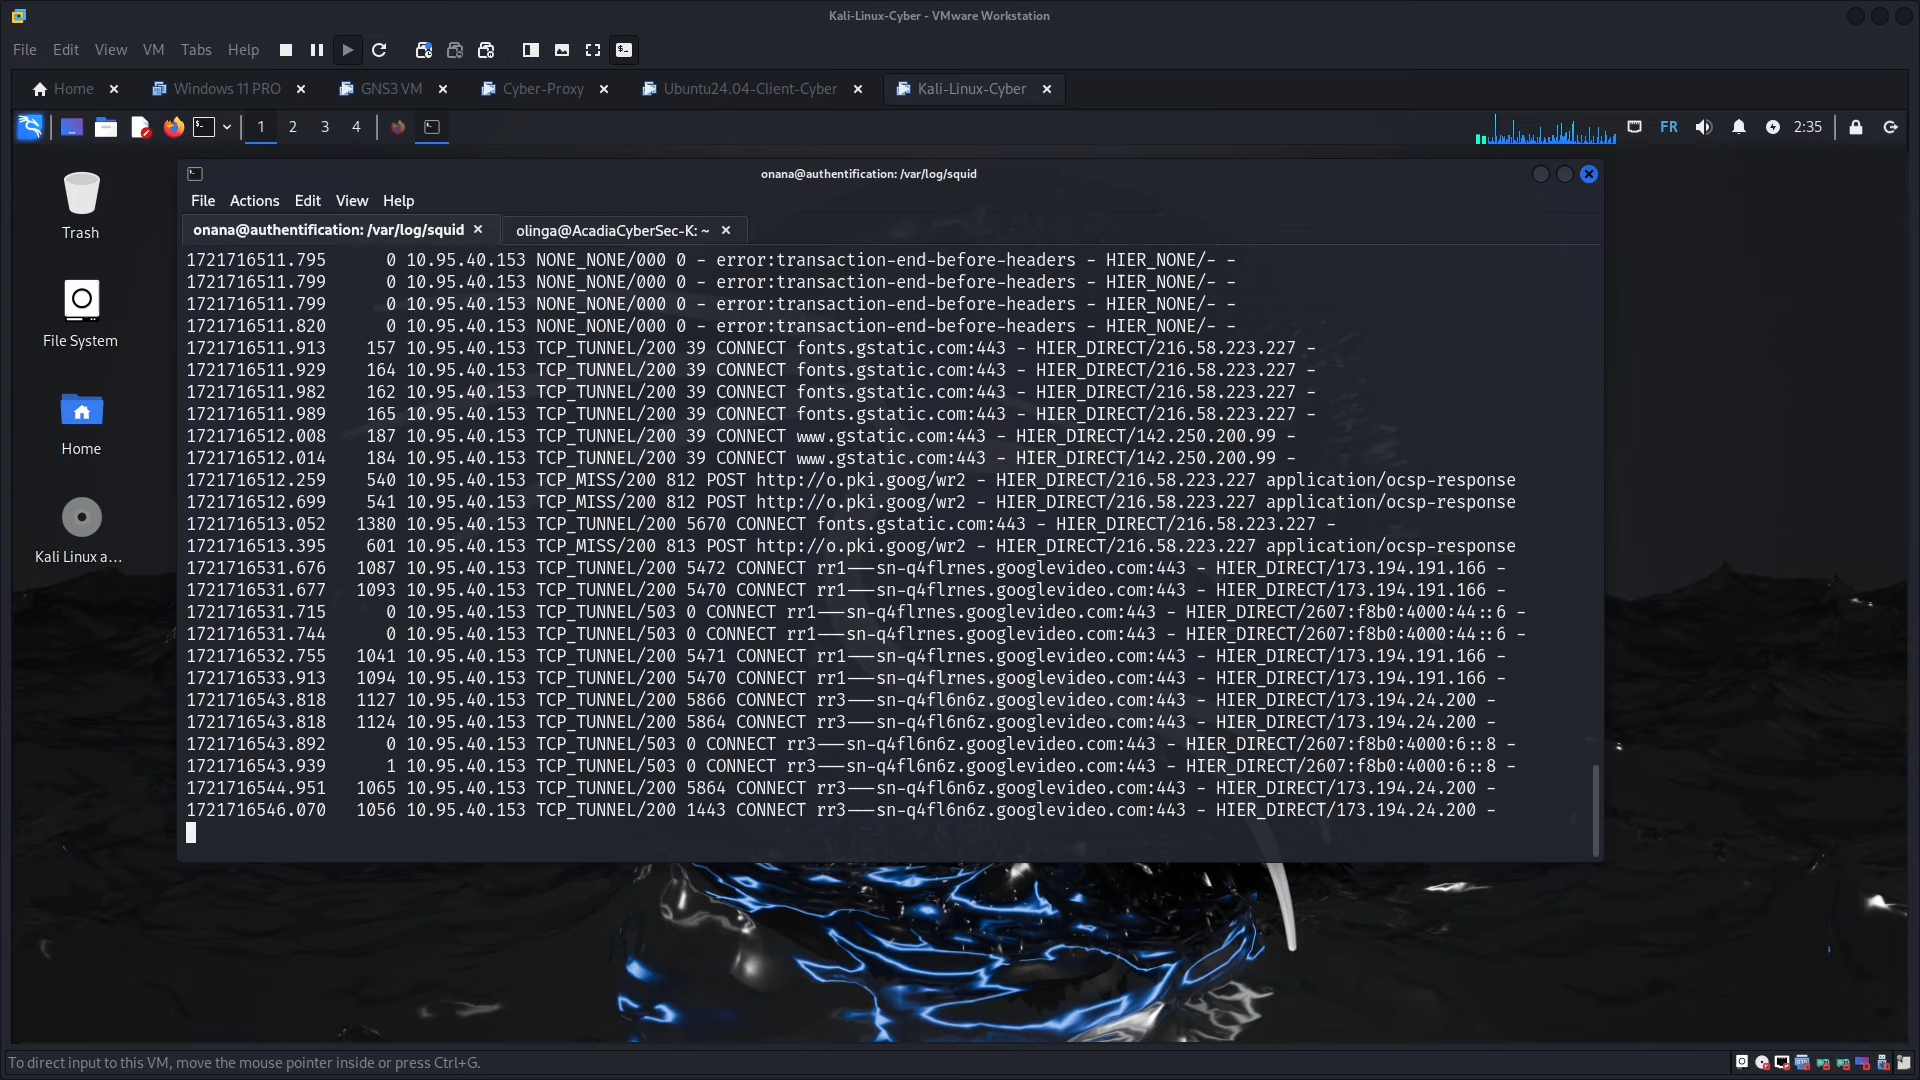 Kali-Linux-Cyber - VMware Workstation
File Edit View VM Tabs Help
Home Windows 11 PRO GNS3 VM Cyber-Proxy Ubuntu24.04-Client-Cyber Kali-Linux-Cyber
1 2 3 4 FR 2:35
Trash
File System
Home
Kali Linux a...
onana@authentification: /var/log/squid
File Actions Edit View Help
onana@authentification: /var/log/squid olinga@AcadiaCyberSec-K: ~
1721716511.795 0 10.95.40.153 NONE_NONE/000 0 - error:transaction-end-before-headers - HIER_NONE/- -
1721716511.799 0 10.95.40.153 NONE_NONE/000 0 - error:transaction-end-before-headers - HIER_NONE/- -
1721716511.799 0 10.95.40.153 NONE_NONE/000 0 - error:transaction-end-before-headers - HIER_NONE/- -
1721716511.820 0 10.95.40.153 NONE_NONE/000 0 - error:transaction-end-before-headers - HIER_NONE/- -
1721716511.913 157 10.95.40.153 TCP_TUNNEL/200 39 CONNECT fonts.gstatic.com:443 - HIER_DIRECT/216.58.223.227 -
1721716511.929 164 10.95.40.153 TCP_TUNNEL/200 39 CONNECT fonts.gstatic.com:443 - HIER_DIRECT/216.58.223.227 -
1721716511.982 162 10.95.40.153 TCP_TUNNEL/200 39 CONNECT fonts.gstatic.com:443 - HIER_DIRECT/216.58.223.227 -
1721716511.989 165 10.95.40.153 TCP_TUNNEL/200 39 CONNECT fonts.gstatic.com:443 - HIER_DIRECT/216.58.223.227 -
1721716512.008 187 10.95.40.153 TCP_TUNNEL/200 39 CONNECT www.gstatic.com:443 - HIER_DIRECT/142.250.200.99 -
1721716512.014 184 10.95.40.153 TCP_TUNNEL/200 39 CONNECT www.gstatic.com:443 - HIER_DIRECT/142.250.200.99 -
1721716512.259 540 10.95.40.153 TCP_MISS/200 812 POST http://o.pki.goog/wr2 - HIER_DIRECT/216.58.223.227 application/ocsp-response
1721716512.699 541 10.95.40.153 TCP_MISS/200 812 POST http://o.pki.goog/wr2 - HIER_DIRECT/216.58.223.227 application/ocsp-response
1721716513.052 1380 10.95.40.153 TCP_TUNNEL/200 5670 CONNECT fonts.gstatic.com:443 - HIER_DIRECT/216.58.223.227 -
1721716513.395 601 10.95.40.153 TCP_MISS/200 813 POST http://o.pki.goog/wr2 - HIER_DIRECT/216.58.223.227 application/ocsp-response
1721716531.676 1087 10.95.40.153 TCP_TUNNEL/200 5472 CONNECT rr1---sn-q4flrnes.googlevideo.com:443 - HIER_DIRECT/173.194.191.166 -
1721716531.677 1093 10.95.40.153 TCP_TUNNEL/200 5470 CONNECT rr1---sn-q4flrnes.googlevideo.com:443 - HIER_DIRECT/173.194.191.166 -
1721716531.715 0 10.95.40.153 TCP_TUNNEL/503 0 CONNECT rr1---sn-q4flrnes.googlevideo.com:443 - HIER_DIRECT/2607:f8b0:4000:44::6 -
1721716531.744 0 10.95.40.153 TCP_TUNNEL/503 0 CONNECT rr1---sn-q4flrnes.googlevideo.com:443 - HIER_DIRECT/2607:f8b0:4000:44::6 -
1721716532.755 1041 10.95.40.153 TCP_TUNNEL/200 5471 CONNECT rr1---sn-q4flrnes.googlevideo.com:443 - HIER_DIRECT/173.194.191.166 -
1721716533.913 1094 10.95.40.153 TCP_TUNNEL/200 5470 CONNECT rr1---sn-q4flrnes.googlevideo.com:443 - HIER_DIRECT/173.194.191.166 -
1721716543.818 1127 10.95.40.153 TCP_TUNNEL/200 5866 CONNECT rr3---sn-q4fl6n6z.googlevideo.com:443 - HIER_DIRECT/173.194.24.200 -
1721716543.818 1124 10.95.40.153 TCP_TUNNEL/200 5864 CONNECT rr3---sn-q4fl6n6z.googlevideo.com:443 - HIER_DIRECT/173.194.24.200 -
1721716543.892 0 10.95.40.153 TCP_TUNNEL/503 0 CONNECT rr3---sn-q4fl6n6z.googlevideo.com:443 - HIER_DIRECT/2607:f8b0:4000:6::8 -
1721716543.939 1 10.95.40.153 TCP_TUNNEL/503 0 CONNECT rr3---sn-q4fl6n6z.googlevideo.com:443 - HIER_DIRECT/2607:f8b0:4000:6::8 -
1721716544.951 1065 10.95.40.153 TCP_TUNNEL/200 5864 CONNECT rr3---sn-q4fl6n6z.googlevideo.com:443 - HIER_DIRECT/173.194.24.200 -
1721716546.070 1056 10.95.40.153 TCP_TUNNEL/200 1443 CONNECT rr3---sn-q4fl6n6z.googlevideo.com:443 - HIER_DIRECT/173.194.24.200 -
To direct input to this VM, move the mouse pointer inside or press Ctrl+G.